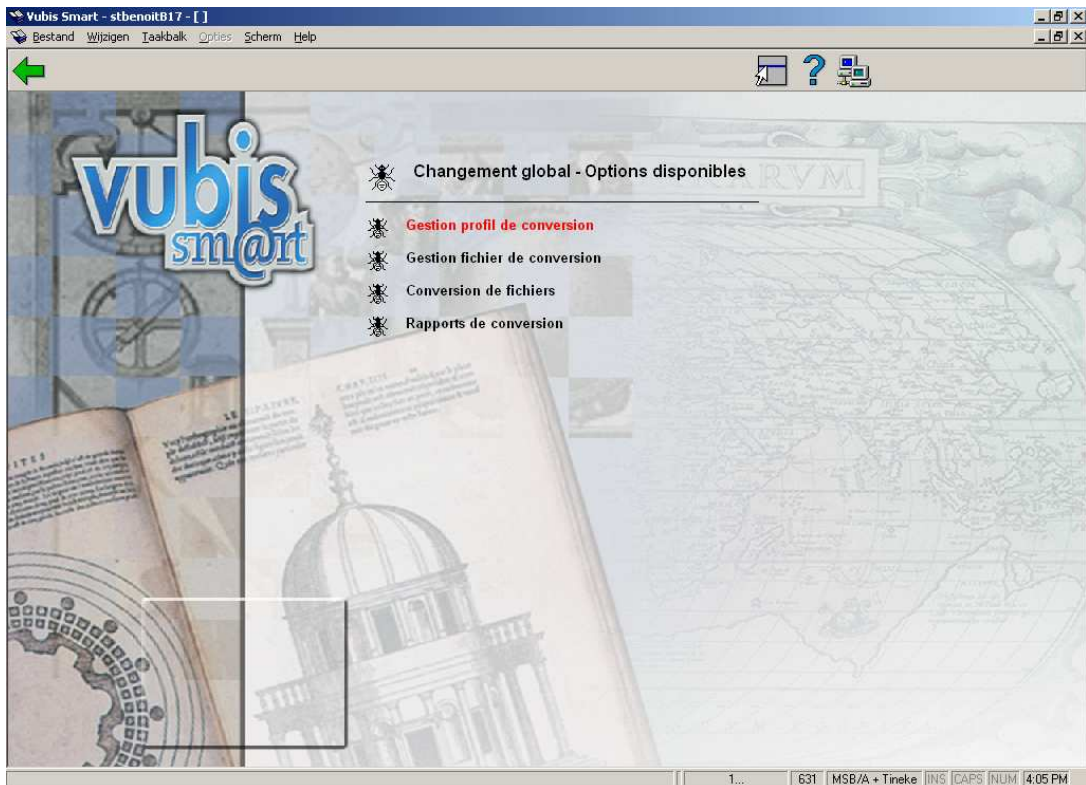 Vubis Smart - stbenoitB17 - [ ]
Bestand Wijzigen Taakbalk Opties Scherm Help
vubis
sm@rt
Changement global - Options disponibles
Gestion profil de conversion
Gestion fichier de conversion
Conversion de fichiers
Rapports de conversion
1... 631 MSB/A + Tineke INS CAPS NUM 4:05 PM